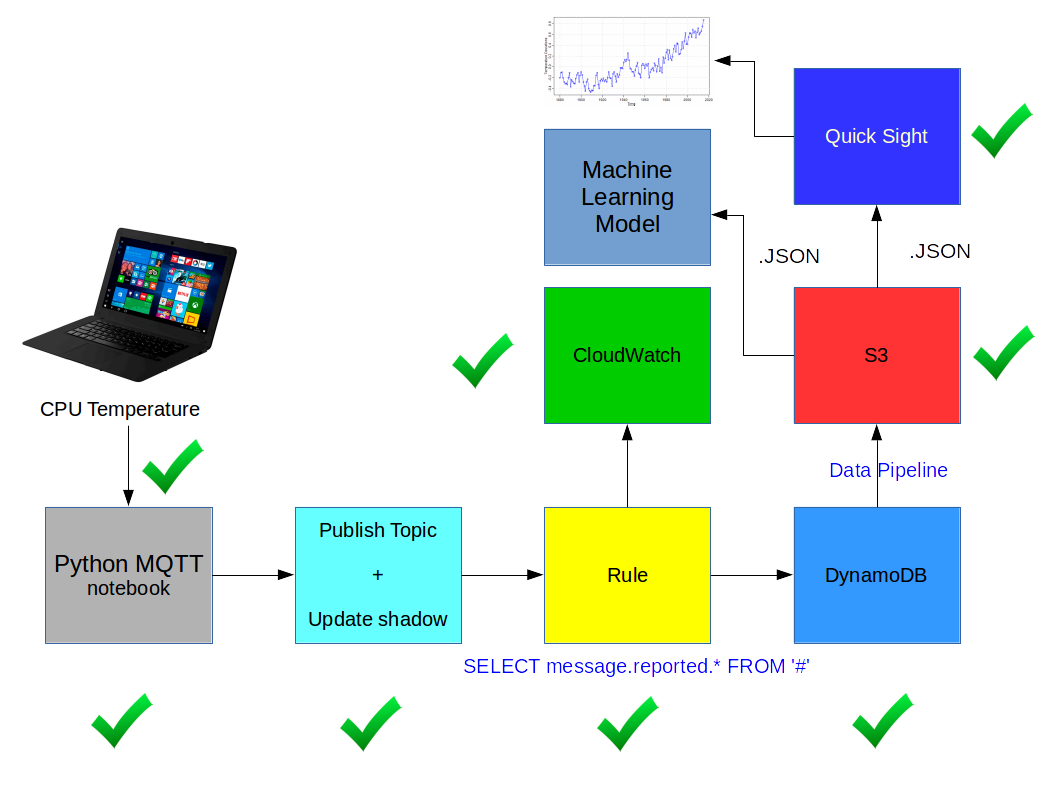 Quick Sight
Machine
Learning
Model
.JSON
.JSON
CloudWatch
S3
CPU Temperature
Data Pipeline
Python MQTT
notebook
Publish Topic
+
Update shadow
Rule
DynamoDB
SELECT message.reported.* FROM '#'